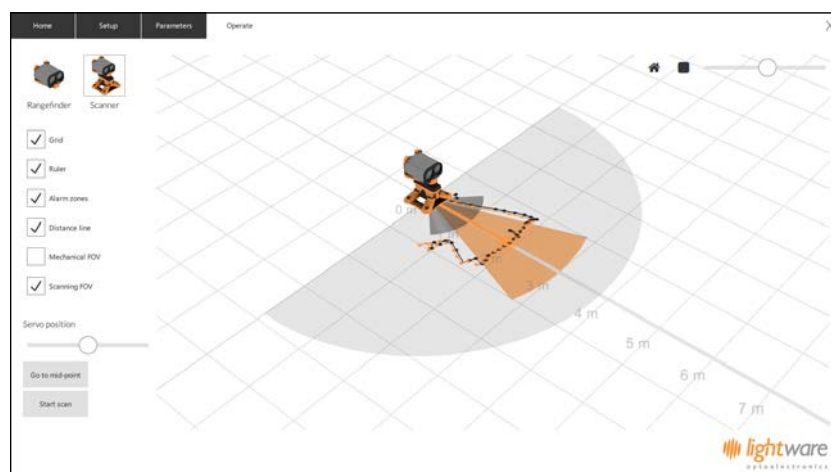 Home Setup Parameters Operate
Rangefinder Scanner
Grid
Ruler
Alarm zones
Distance line
Mechanical FOV
Scanning FOV
Servo position
Go to mid-point
Start scan
0 m
3 m
4 m
5 m
6 m
7 m
lightware
optoelectronics